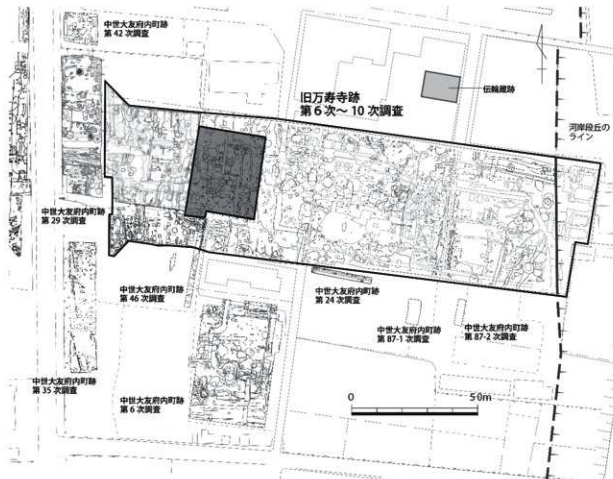 中世大友府内町跡
第 42 次調査
旧万寿寺跡
第 6 次～ 10 次調査
伝輪蔵跡
河岸段丘の
ライン
中世大友府内町跡
第 29 次調査
中世大友府内町跡
第 46 次調査
中世大友府内町跡
第 24 次調査
中世大友府内町跡
第 87-1 次調査
中世大友府内町跡
第 87-2 次調査
中世大友府内町跡
第 35 次調査
中世大友府内町跡
第 6 次調査
0 50m